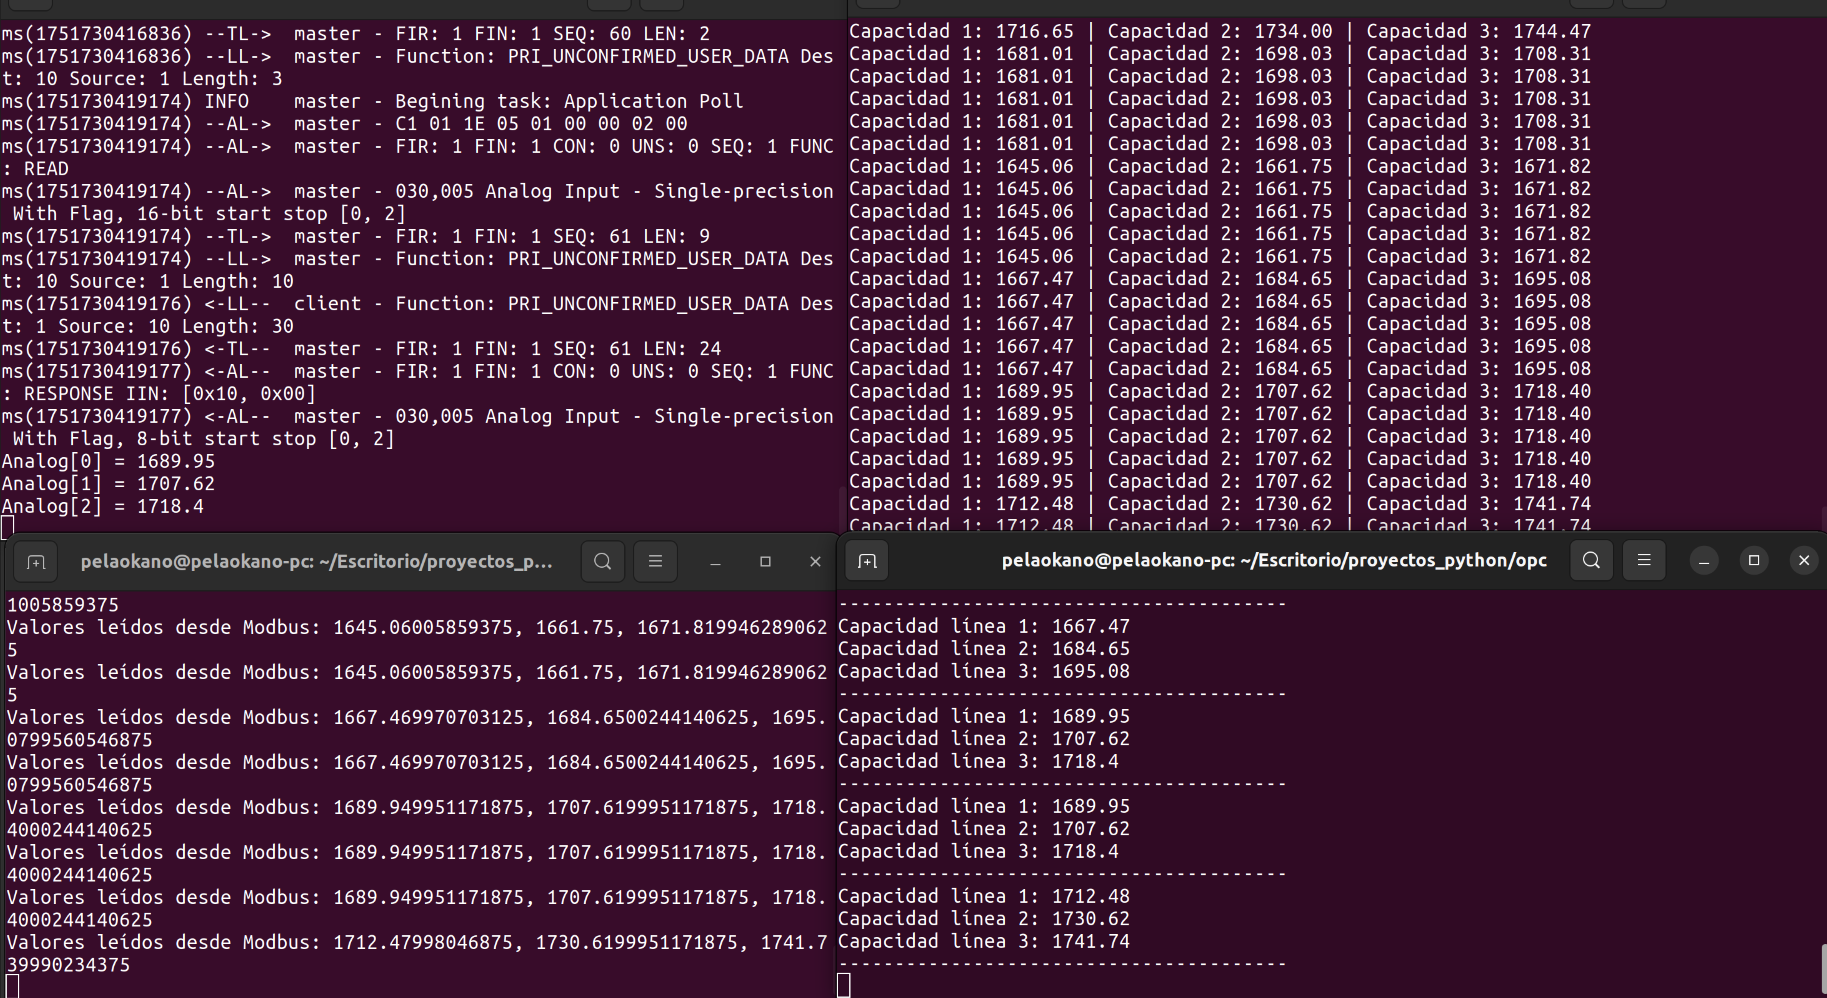 ms(1751730416836) --TL->  master - FIR: 1 FIN: 1 SEQ: 60 LEN: 2
ms(1751730416836) --LL->  master - Function: PRI_UNCONFIRMED_USER_DATA Des
t: 10 Source: 1 Length: 3
ms(1751730419174) INFO    master - Begining task: Application Poll
ms(1751730419174) --AL->  master - C1 01 1E 05 01 00 00 02 00
ms(1751730419174) --AL->  master - FIR: 1 FIN: 1 CON: 0 UNS: 0 SEQ: 1 FUNC
: READ
ms(1751730419174) --AL->  master - 030,005 Analog Input - Single-precision
 With Flag, 16-bit start stop [0, 2]
ms(1751730419174) --TL->  master - FIR: 1 FIN: 1 SEQ: 61 LEN: 9
ms(1751730419174) --LL->  master - Function: PRI_UNCONFIRMED_USER_DATA Des
t: 10 Source: 1 Length: 10
ms(1751730419176) <-LL--  client - Function: PRI_UNCONFIRMED_USER_DATA Des
t: 1 Source: 10 Length: 30
ms(1751730419176) <-TL--  master - FIR: 1 FIN: 1 SEQ: 61 LEN: 24
ms(1751730419177) <-AL--  master - FIR: 1 FIN: 1 CON: 0 UNS: 0 SEQ: 1 FUNC
: RESPONSE IIN: [0x10, 0x00]
ms(1751730419177) <-AL--  master - 030,005 Analog Input - Single-precision
 With Flag, 8-bit start stop [0, 2]
Analog[0] = 1689.95
Analog[1] = 1707.62
Analog[2] = 1718.4
Capacidad 1: 1716.65 | Capacidad 2: 1734.00 | Capacidad 3: 1744.47
Capacidad 1: 1681.01 | Capacidad 2: 1698.03 | Capacidad 3: 1708.31
Capacidad 1: 1681.01 | Capacidad 2: 1698.03 | Capacidad 3: 1708.31
Capacidad 1: 1681.01 | Capacidad 2: 1698.03 | Capacidad 3: 1708.31
Capacidad 1: 1681.01 | Capacidad 2: 1698.03 | Capacidad 3: 1708.31
Capacidad 1: 1681.01 | Capacidad 2: 1698.03 | Capacidad 3: 1708.31
Capacidad 1: 1645.06 | Capacidad 2: 1661.75 | Capacidad 3: 1671.82
Capacidad 1: 1645.06 | Capacidad 2: 1661.75 | Capacidad 3: 1671.82
Capacidad 1: 1645.06 | Capacidad 2: 1661.75 | Capacidad 3: 1671.82
Capacidad 1: 1645.06 | Capacidad 2: 1661.75 | Capacidad 3: 1671.82
Capacidad 1: 1645.06 | Capacidad 2: 1661.75 | Capacidad 3: 1671.82
Capacidad 1: 1667.47 | Capacidad 2: 1684.65 | Capacidad 3: 1695.08
Capacidad 1: 1667.47 | Capacidad 2: 1684.65 | Capacidad 3: 1695.08
Capacidad 1: 1667.47 | Capacidad 2: 1684.65 | Capacidad 3: 1695.08
Capacidad 1: 1667.47 | Capacidad 2: 1684.65 | Capacidad 3: 1695.08
Capacidad 1: 1667.47 | Capacidad 2: 1684.65 | Capacidad 3: 1695.08
Capacidad 1: 1689.95 | Capacidad 2: 1707.62 | Capacidad 3: 1718.40
Capacidad 1: 1689.95 | Capacidad 2: 1707.62 | Capacidad 3: 1718.40
Capacidad 1: 1689.95 | Capacidad 2: 1707.62 | Capacidad 3: 1718.40
Capacidad 1: 1689.95 | Capacidad 2: 1707.62 | Capacidad 3: 1718.40
Capacidad 1: 1689.95 | Capacidad 2: 1707.62 | Capacidad 3: 1718.40
Capacidad 1: 1712.48 | Capacidad 2: 1730.62 | Capacidad 3: 1741.74
Capacidad 1: 1712.48 | Capacidad 2: 1730.62 | Capacidad 3: 1741.74
pelaokano@pelaokano-pc: ~/Escritorio/proyectos_p...
1005859375
Valores leídos desde Modbus: 1645.06005859375, 1661.75, 1671.819946289062
5
Valores leídos desde Modbus: 1645.06005859375, 1661.75, 1671.819946289062
5
Valores leídos desde Modbus: 1667.469970703125, 1684.6500244140625, 1695.
0799560546875
Valores leídos desde Modbus: 1667.469970703125, 1684.6500244140625, 1695.
0799560546875
Valores leídos desde Modbus: 1689.949951171875, 1707.6199951171875, 1718.
4000244140625
Valores leídos desde Modbus: 1689.949951171875, 1707.6199951171875, 1718.
4000244140625
Valores leídos desde Modbus: 1689.949951171875, 1707.6199951171875, 1718.
4000244140625
Valores leídos desde Modbus: 1712.47998046875, 1730.6199951171875, 1741.7
39990234375
pelaokano@pelaokano-pc: ~/Escritorio/proyectos_python/opc
----------------------------------------
Capacidad línea 1: 1667.47
Capacidad línea 2: 1684.65
Capacidad línea 3: 1695.08
----------------------------------------
Capacidad línea 1: 1689.95
Capacidad línea 2: 1707.62
Capacidad línea 3: 1718.4
----------------------------------------
Capacidad línea 1: 1689.95
Capacidad línea 2: 1707.62
Capacidad línea 3: 1718.4
----------------------------------------
Capacidad línea 1: 1712.48
Capacidad línea 2: 1730.62
Capacidad línea 3: 1741.74
----------------------------------------